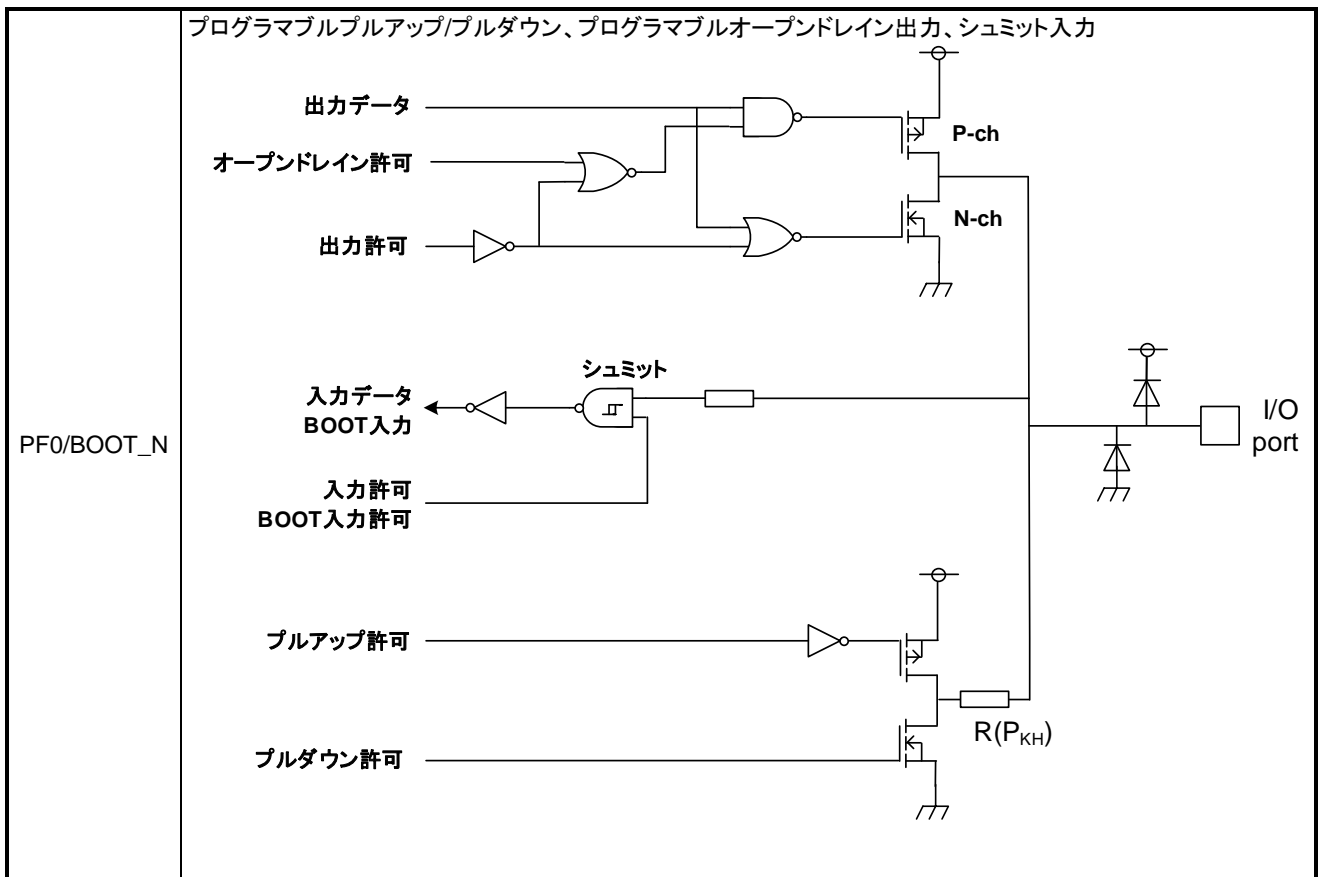 プログラマブルプルアップ/プルダウン、プログラマブルオープンドレイン出力、シュミット入力
出力データ
P-ch
オープンドレイン許可
N-ch
出力許可
シュミット
入力データ
BOOT入力
I/O
port
PF0/BOOT_N
入力許可
BOOT入力許可
プルアップ許可
R(PKH)
プルダウン許可